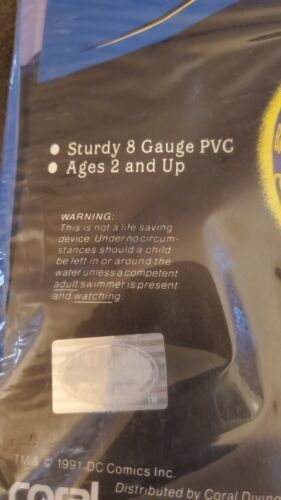 • Sturdy 8 Gauge PVC
• Ages 2 and Up
WARNING:
This is not a life saving
device. Under no circum-
stances should a child
be left in or around the
water unless a competent
adult swimmer is present
and watching.
TM
TM & © 1991 DC Comics Inc.
coral Distributed by Coral Diving